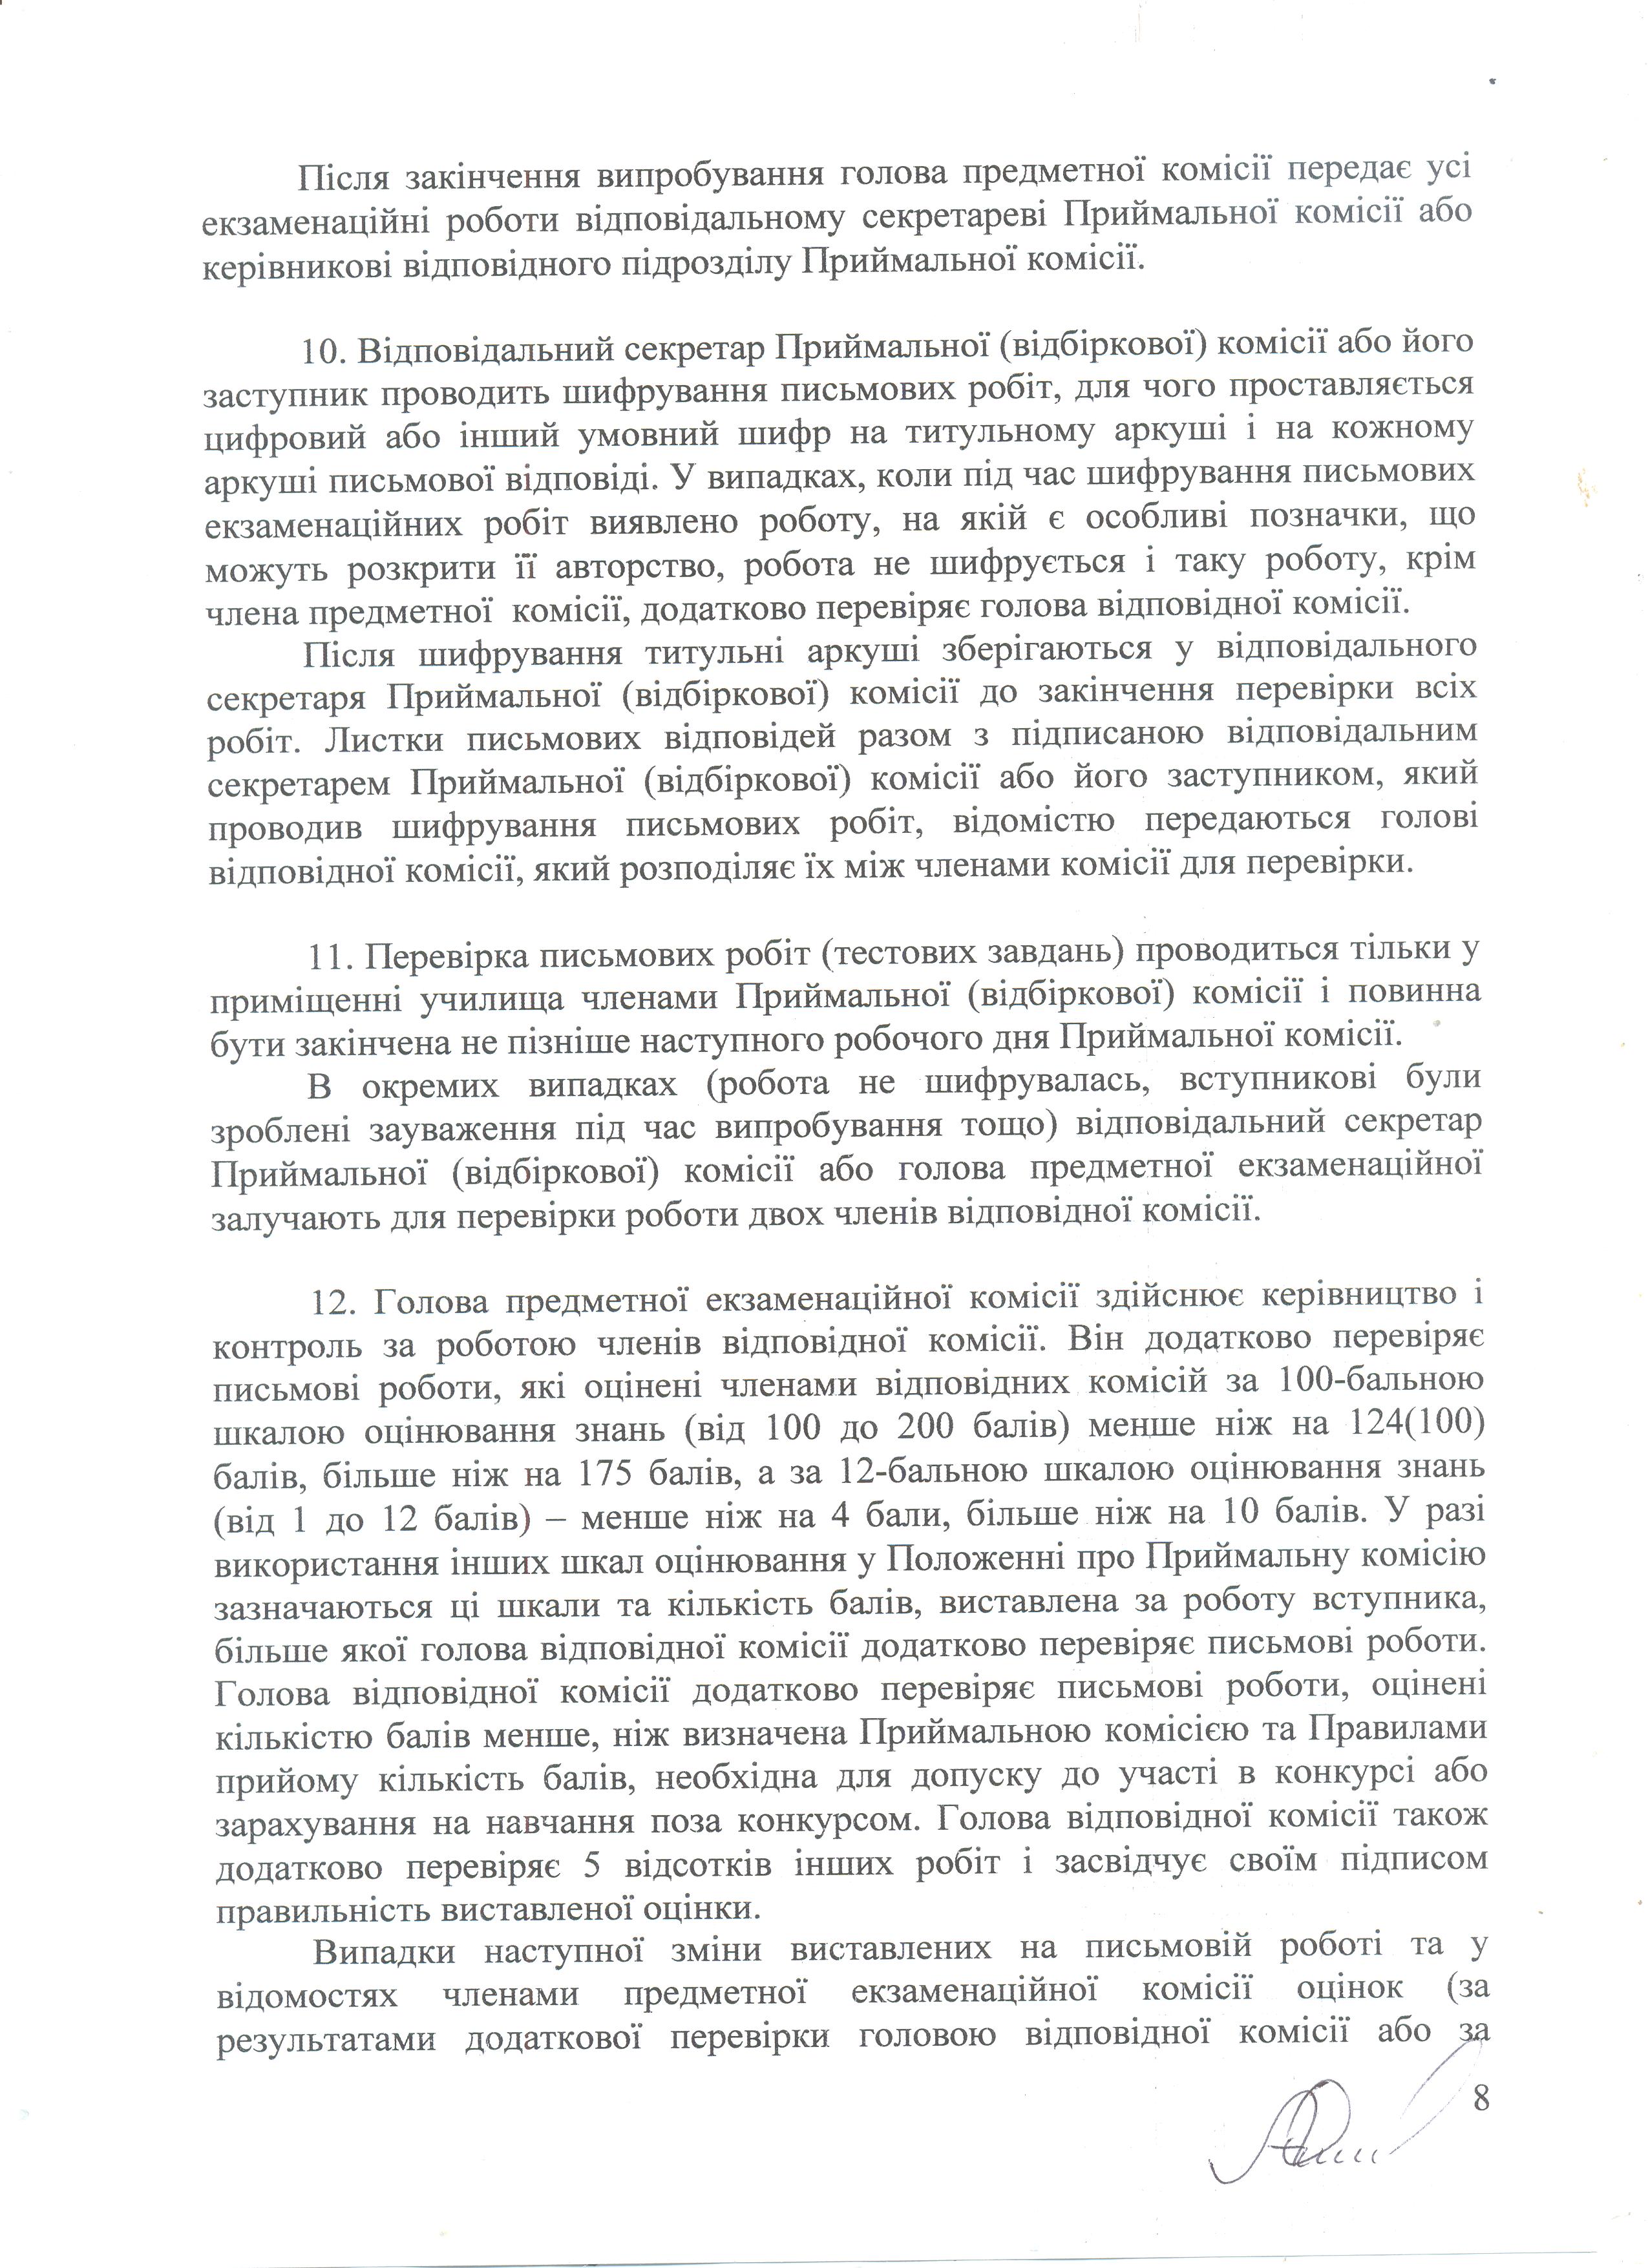 Після закінчення випробування голова предметної комісії передає усі
екзаменаційні роботи відповідальному секретареві Приймальної комісії або
керівникові відповідного підрозділу Приймальної комісії.
10. Відповідальний секретар Приймальної (відбіркової) комісії або його
заступник проводить шифрування письмових робіт, для чого проставляється
цифровий або інший умовний шифр на титульному аркуші і на кожному
аркуші письмової відповіді. У випадках, коли під час шифрування письмових
екзаменаційних робіт виявлено роботу, на якій є особливі позначки, що
можуть розкрити її авторство, робота не шифрується і таку роботу, крім
члена предметної комісії, додатково перевіряє голова відповідної комісії.
Після шифрування титульні аркуші зберігаються у відповідального
секретаря Приймальної (відбіркової) комісії до закінчення перевірки всіх
робіт. Листки письмових відповідей разом з підписаною відповідальним
секретарем Приймальної (відбіркової) комісії або його заступником, який
проводив шифрування письмових робіт, відомістю передаються голові
відповідної комісії, який розподіляє їх між членами комісії для перевірки.
11. Перевірка письмових робіт (тестових завдань) проводиться тільки у
приміщенні училища членами Приймальної (відбіркової) комісії і повинна
бути закінчена не пізніше наступного робочого дня Приймальної комісії.
В окремих випадках (робота не шифрувалась, вступникові були
зроблені зауваження під час випробування тощо) відповідальний секретар
Приймальної (відбіркової) комісії або голова предметної екзаменаційної
залучають для перевірки роботи двох членів відповідної комісії.
12. Голова предметної екзаменаційної комісії здійснює керівництво і
контроль за роботою членів відповідної комісії. Він додатково перевіряє
письмові роботи, які оцінені членами відповідних комісій за 100-бальною
шкалою оцінювання знань (від 100 до 200 балів) менше ніж на 124(100)
балів, більше ніж на 175 балів, а за 12-бальною шкалою оцінювання знань
(від 1 до 12 балів) – менше ніж на 4 бали, більше ніж на 10 балів. У разі
використання інших шкал оцінювання у Положенні про Приймальну комісію
зазначаються ці шкали та кількість балів, виставлена за роботу вступника,
більше якої голова відповідної комісії додатково перевіряє письмові роботи.
Голова відповідної комісії додатково перевіряє письмові роботи, оцінені
кількістю балів менше, ніж визначена Приймальною комісією та Правилами
прийому кількість балів, необхідна для допуску до участі в конкурсі або
зарахування на навчання поза конкурсом. Голова відповідної комісії також
додатково перевіряє 5 відсотків інших робіт і засвідчує своїм підписом
правильність виставленої оцінки.
Випадки наступної зміни виставлених на письмовій роботі та у
відомостях членами предметної екзаменаційної комісії оцінок (за
результатами додаткової перевірки головою відповідної комісії або за
8